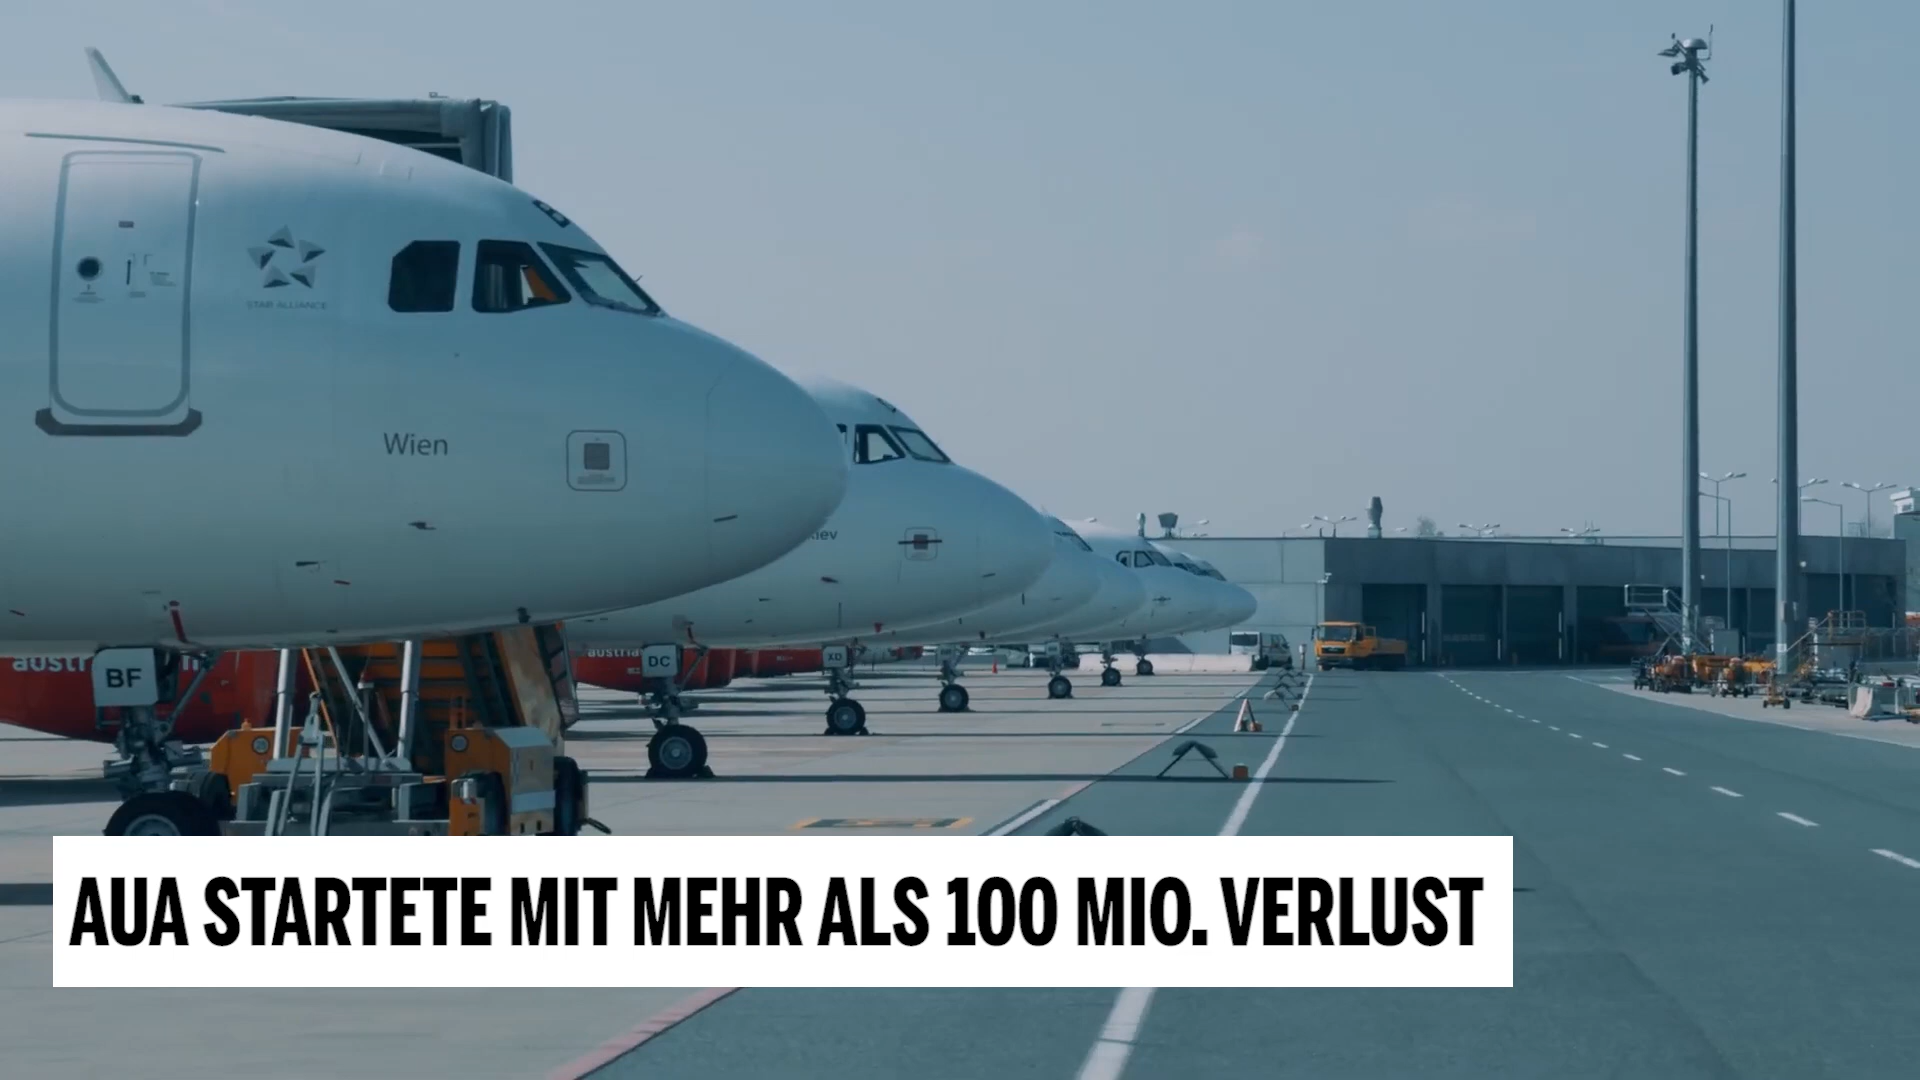 STAR ALLIANCE
Wien
BF
DC
XD
AUA STARTETE MIT MEHR ALS 100 MIO. VERLUST